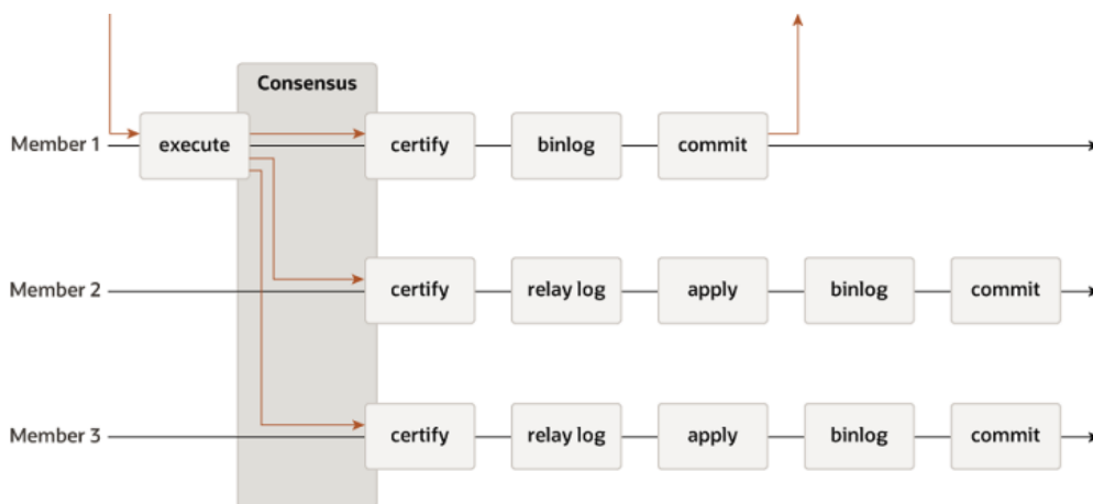 Consensus
Member 1 execute certify binlog commit
Member 2 certify relay log apply binlog commit
Member 3 certify relay log apply binlog commit